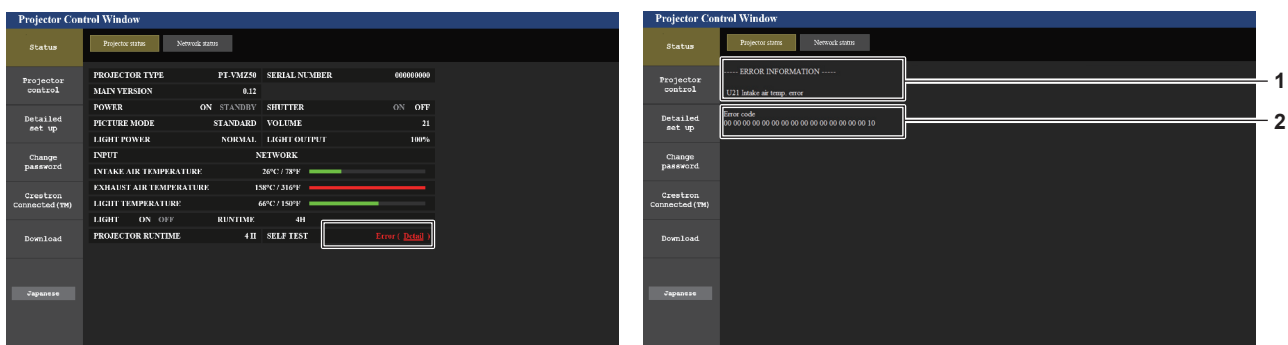 Projector Control Window
Status
Projector status Network status
Projector control
Detailed set up
Change password
Crestron Connected(TM)
Download
Japanese
PROJECTOR TYPE PT-VMZ50 SERIAL NUMBER 000000000
MAIN VERSION 0.12
POWER ON STANDBY SHUTTER ON OFF
PICTURE MODE STANDARD VOLUME 21
LIGHT POWER NORMAL LIGHT OUTPUT 100%
INPUT NETWORK
INTAKE AIR TEMPERATURE 26°C / 78°F
EXHAUST AIR TEMPERATURE 158°C / 316°F
LIGHT TEMPERATURE 66°C / 150°F
LIGHT ON OFF RUNTIME 4H
PROJECTOR RUNTIME 4 H SELF TEST Error ( Detail )
Projector Control Window
Status
Projector status Network status
Projector control
Detailed set up
Change password
Crestron Connected(TM)
Download
Japanese
----- ERROR INFORMATION -----
U21 Intake air temp. error
Error code
00 00 00 00 00 00 00 00 00 00 00 00 00 00 00 10
1
2